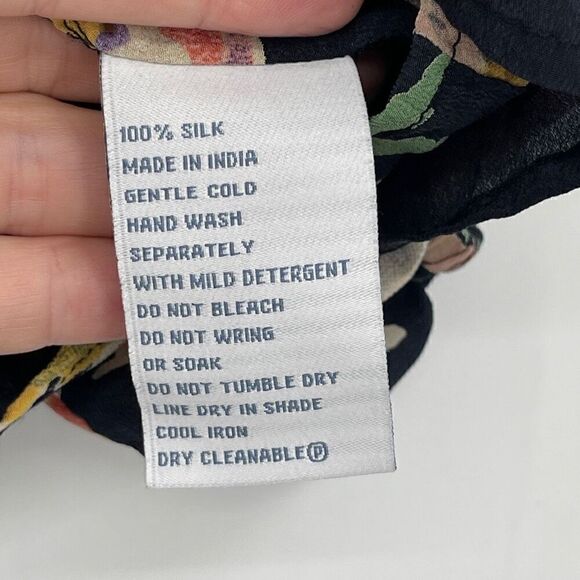 100% SILK
MADE IN INDIA
GENTLE COLD
HAND WASH
SEPARATELY
WITH MILD DETERGENT
DO NOT BLEACH
DO NOT WRING
OR SOAK
DO NOT TUMBLE DRY
LINE DRY IN SHADE
COOL IRON
DRY CLEANABLE Ⓟ